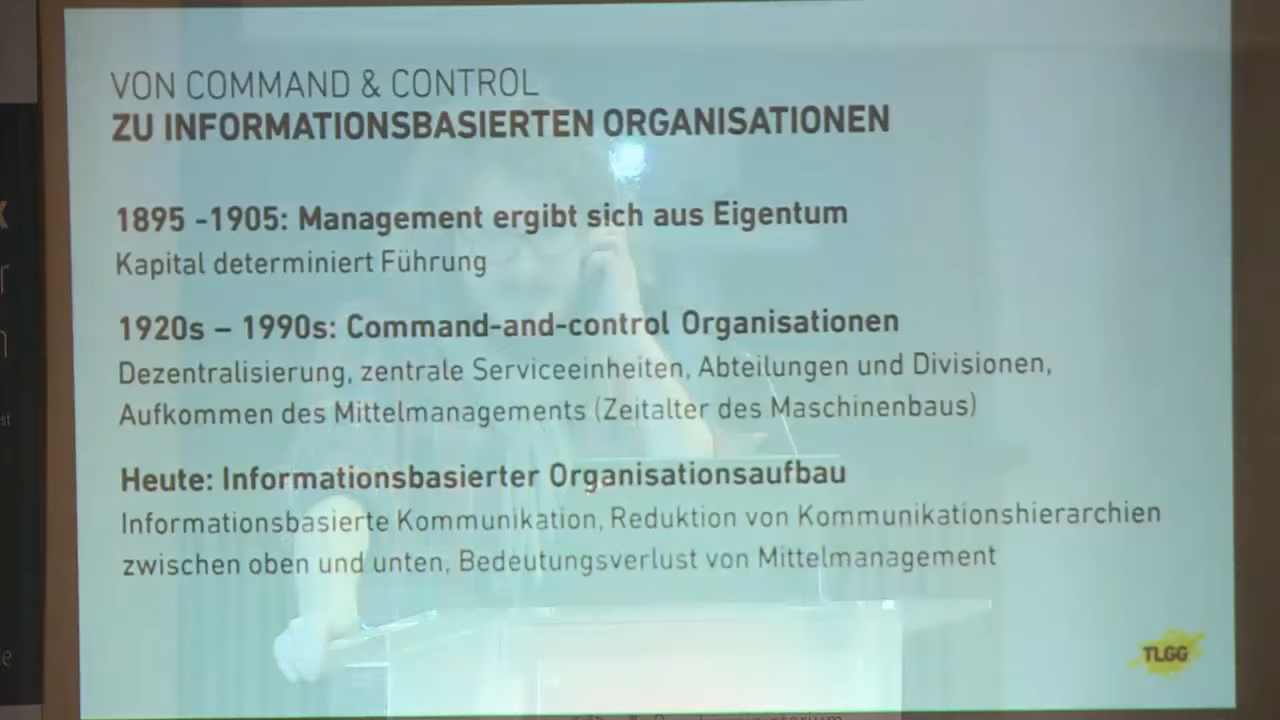 VON COMMAND & CONTROL
ZU INFORMATIONSBASIERTEN ORGANISATIONEN
1895 -1905: Management ergibt sich aus Eigentum
Kapital determiniert Führung
1920s – 1990s: Command-and-control Organisationen
Dezentralisierung, zentrale Serviceeinheiten, Abteilungen und Divisionen,
Aufkommen des Mittelmanagements (Zeitalter des Maschinenbaus)
Heute: Informationsbasierter Organisationsaufbau
Informationsbasierte Kommunikation, Reduktion von Kommunikationshierarchien
zwischen oben und unten, Bedeutungsverlust von Mittelmanagement
TLGG